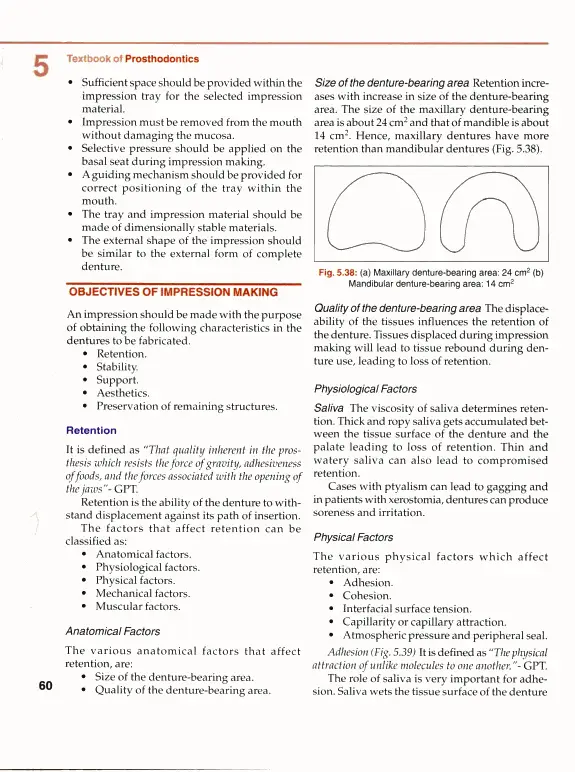 5
Textbook of Prosthodontics
• Sufficient space should be provided within the
impression tray for the selected impression
material.
• Impression must be removed from the mouth
without damaging the mucosa.
• Selective pressure should be applied on the
basal seat during impression making.
• A guiding mechanism should be provided for
correct positioning of the tray within the
mouth.
• The tray and impression material should be
made of dimensionally stable materials.
• The external shape of the impression should
be similar to the external form of complete
denture.
OBJECTIVES OF IMPRESSION MAKING
An impression should be made with the purpose
of obtaining the following characteristics in the
dentures to be fabricated.
• Retention.
• Stability.
• Support.
• Aesthetics.
• Preservation of remaining structures.
Retention
It is defined as "That quality inherent in the pros-
thesis which resists the force of gravity, adhesiveness
of foods, and the forces associated with the opening of
the jaws"- GPT.
Retention is the ability of the denture to with-
stand displacement against its path of insertion.
The factors that affect retention can be
classified as:
• Anatomical factors.
• Physiological factors.
• Physical factors.
• Mechanical factors.
• Muscular factors.
Anatomical Factors
The various anatomical factors that affect
retention, are:
• Size of the denture-bearing area.
• Quality of the denture-bearing area.
60
Size of the denture-bearing area Retention incre-
ases with increase in size of the denture-bearing
area. The size of the maxillary denture-bearing
area is about 24 cm² and that of mandible is about
14 cm². Hence, maxillary dentures have more
retention than mandibular dentures (Fig. 5.38).
Fig. 5.38: (a) Maxillary denture-bearing area: 24 cm² (b)
Mandibular denture-bearing area: 14 cm²
Quality of the denture-bearing area The displace-
ability of the tissues influences the retention of
the denture. Tissues displaced during impression
making will lead to tissue rebound during den-
ture use, leading to loss of retention.
Physiological Factors
Saliva The viscosity of saliva determines reten-
tion. Thick and ropy saliva gets accumulated bet-
ween the tissue surface of the denture and the
palate leading to loss of retention. Thin and
watery saliva can also lead to compromised
retention.
Cases with ptyalism can lead to gagging and
in patients with xerostomia, dentures can produce
soreness and irritation.
Physical Factors
The various physical factors which affect
retention, are:
• Adhesion.
• Cohesion.
• Interfacial surface tension.
• Capillarity or capillary attraction.
• Atmospheric pressure and peripheral seal.
Adhesion (Fig. 5.39) It is defined as "The physical
attraction of unlike molecules to one another."- GPT.
The role of saliva is very important for adhe-
sion. Saliva wets the tissue surface of the denture